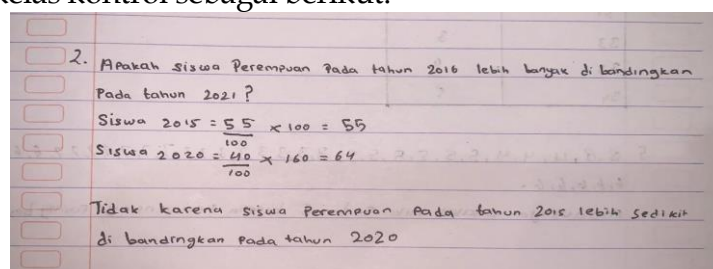 kelas kontrol sebagai berikut:
2. Apakah siswa Perempuan Pada tahun 2016 lebih banyak di bandingkan
Pada tahun 2021?
Siswa 2015 = 55/100 × 100 = 55
Siswa 2020 = 40/100 × 160 = 64
Tidak karena siswa Perempuan Pada tahun 2015 lebih sedikit
di bandingkan Pada tahun 2020